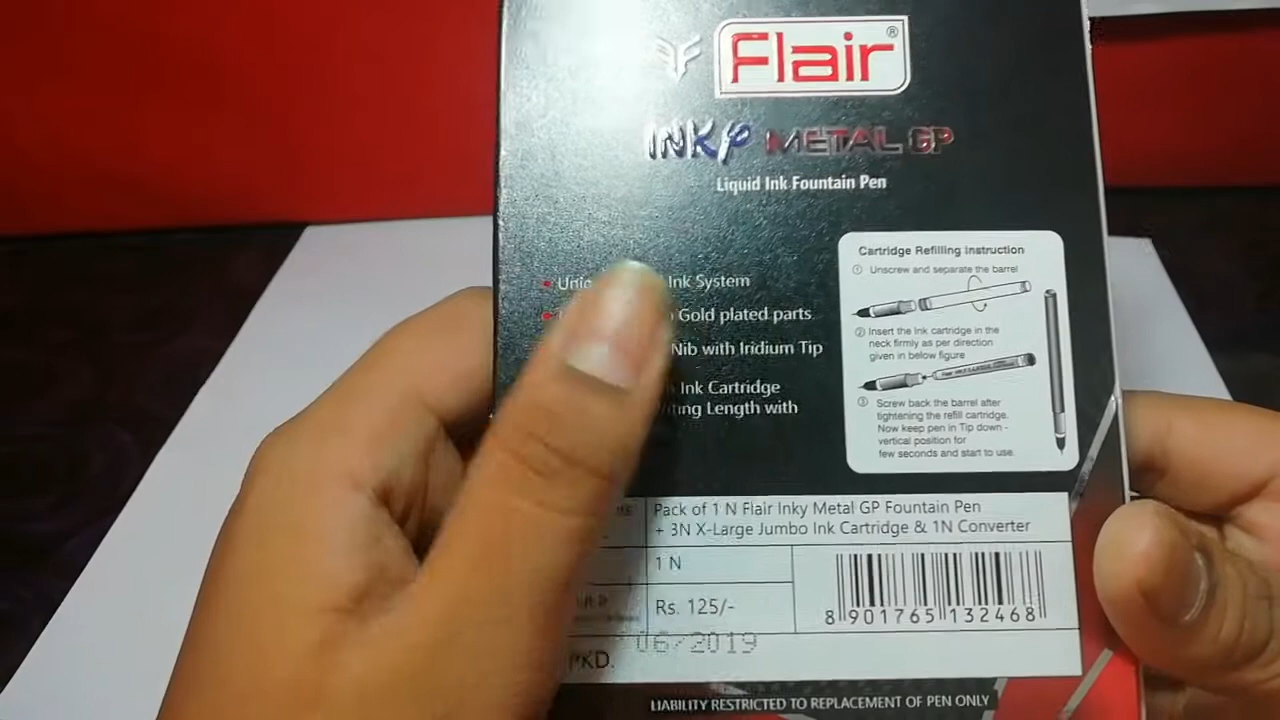 Flair®
INKY METAL GP
Liquid Ink Fountain Pen
Ink System
Gold plated parts
Nib with Iridium Tip
Ink Cartridge
Length with
Cartridge Refilling Instruction
1 Unscrew and separate the barrel
2 Insert the Ink cartridge in the
neck firmly as per direction
given in below figure
3 Screw back the barrel after
tightening the refill cartridge.
Now keep pen in Tip down -
vertical position for
few seconds and start to use.
Pack of 1 N Flair Inky Metal GP Fountain Pen
+ 3N X-Large Jumbo Ink Cartridge & 1N Converter
1 N
Rs. 125/-
8 901765 132468
PKD. 06/2019
LIABILITY RESTRICTED TO REPLACEMENT OF PEN ONLY